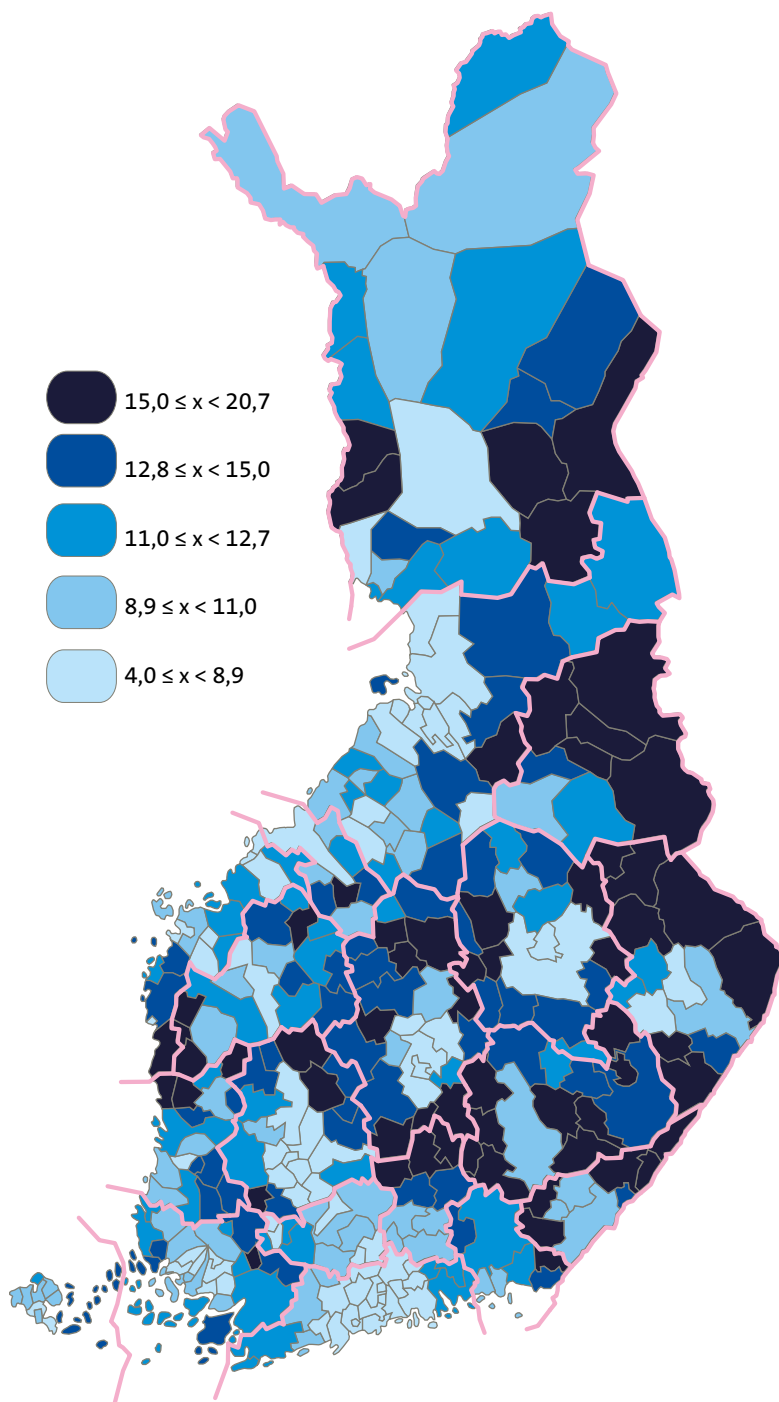 15,0 ≤ x < 20,7
12,8 ≤ x < 15,0
11,0 ≤ x < 12,7
8,9 ≤ x < 11,0
4,0 ≤ x < 8,9